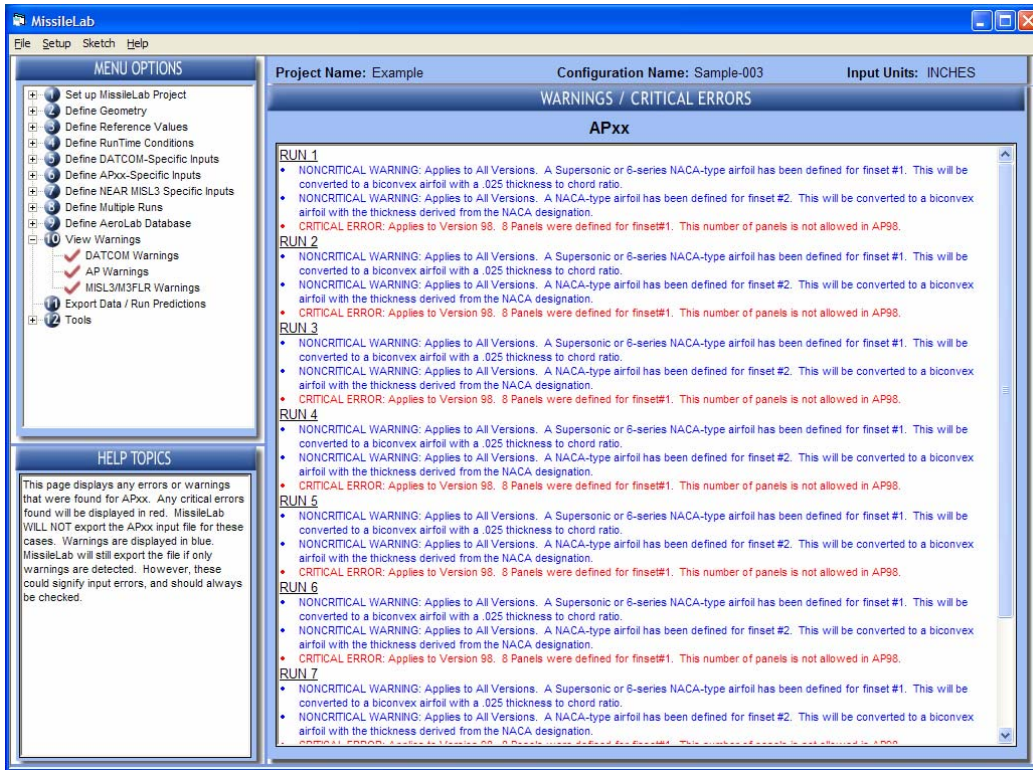 MissileLab
File Setup Sketch Help
MENU OPTIONS
1 Set up MissileLab Project
2 Define Geometry
3 Define Reference Values
4 Define RunTime Conditions
5 Define DATCOM-Specific Inputs
6 Define APxx-Specific Inputs
7 Define NEAR MISL3 Specific Inputs
8 Define Multiple Runs
9 Define AeroLab Database
10 View Warnings
DATCOM Warnings
AP Warnings
MISL3/M3FLR Warnings
11 Export Data / Run Predictions
12 Tools
HELP TOPICS
This page displays any errors or warnings
that were found for APxx. Any critical errors
found will be displayed in red. MissileLab
WILL NOT export the APxx input file for these
cases. Warnings are displayed in blue.
MissileLab will still export the file if only
warnings are detected. However, these
could signify input errors, and should always
be checked.
Project Name: Example Configuration Name: Sample-003 Input Units: INCHES
WARNINGS / CRITICAL ERRORS
APxx
RUN 1
• NONCRITICAL WARNING: Applies to All Versions. A Supersonic or 6-series NACA-type airfoil has been defined for finset #1. This will be
converted to a biconvex airfoil with a .025 thickness to chord ratio.
• NONCRITICAL WARNING: Applies to All Versions. A NACA-type airfoil has been defined for finset #2. This will be converted to a biconvex
airfoil with the thickness derived from the NACA designation.
• CRITICAL ERROR: Applies to Version 98. 8 Panels were defined for finset#1. This number of panels is not allowed in AP98.
RUN 2
• NONCRITICAL WARNING: Applies to All Versions. A Supersonic or 6-series NACA-type airfoil has been defined for finset #1. This will be
converted to a biconvex airfoil with a .025 thickness to chord ratio.
• NONCRITICAL WARNING: Applies to All Versions. A NACA-type airfoil has been defined for finset #2. This will be converted to a biconvex
airfoil with the thickness derived from the NACA designation.
• CRITICAL ERROR: Applies to Version 98. 8 Panels were defined for finset#1. This number of panels is not allowed in AP98.
RUN 3
• NONCRITICAL WARNING: Applies to All Versions. A Supersonic or 6-series NACA-type airfoil has been defined for finset #1. This will be
converted to a biconvex airfoil with a .025 thickness to chord ratio.
• NONCRITICAL WARNING: Applies to All Versions. A NACA-type airfoil has been defined for finset #2. This will be converted to a biconvex
airfoil with the thickness derived from the NACA designation.
• CRITICAL ERROR: Applies to Version 98. 8 Panels were defined for finset#1. This number of panels is not allowed in AP98.
RUN 4
• NONCRITICAL WARNING: Applies to All Versions. A Supersonic or 6-series NACA-type airfoil has been defined for finset #1. This will be
converted to a biconvex airfoil with a .025 thickness to chord ratio.
• NONCRITICAL WARNING: Applies to All Versions. A NACA-type airfoil has been defined for finset #2. This will be converted to a biconvex
airfoil with the thickness derived from the NACA designation.
• CRITICAL ERROR: Applies to Version 98. 8 Panels were defined for finset#1. This number of panels is not allowed in AP98.
RUN 5
• NONCRITICAL WARNING: Applies to All Versions. A Supersonic or 6-series NACA-type airfoil has been defined for finset #1. This will be
converted to a biconvex airfoil with a .025 thickness to chord ratio.
• NONCRITICAL WARNING: Applies to All Versions. A NACA-type airfoil has been defined for finset #2. This will be converted to a biconvex
airfoil with the thickness derived from the NACA designation.
• CRITICAL ERROR: Applies to Version 98. 8 Panels were defined for finset#1. This number of panels is not allowed in AP98.
RUN 6
• NONCRITICAL WARNING: Applies to All Versions. A Supersonic or 6-series NACA-type airfoil has been defined for finset #1. This will be
converted to a biconvex airfoil with a .025 thickness to chord ratio.
• NONCRITICAL WARNING: Applies to All Versions. A NACA-type airfoil has been defined for finset #2. This will be converted to a biconvex
airfoil with the thickness derived from the NACA designation.
• CRITICAL ERROR: Applies to Version 98. 8 Panels were defined for finset#1. This number of panels is not allowed in AP98.
RUN 7
• NONCRITICAL WARNING: Applies to All Versions. A Supersonic or 6-series NACA-type airfoil has been defined for finset #1. This will be
converted to a biconvex airfoil with a .025 thickness to chord ratio.
• NONCRITICAL WARNING: Applies to All Versions. A NACA-type airfoil has been defined for finset #2. This will be converted to a biconvex
airfoil with the thickness derived from the NACA designation.